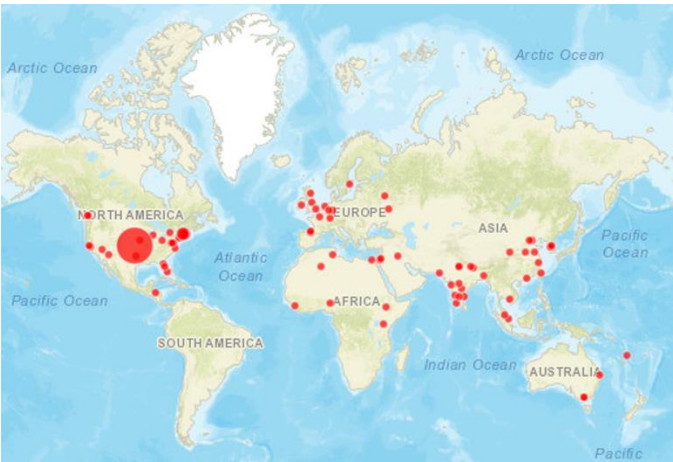 Arctic Ocean
Arctic Ocean
NORTH AMERICA
EUROPE
ASIA
Pacific
Ocean
Atlantic
Ocean
Pacific Ocean
AFRICA
SOUTH AMERICA
Indian Ocean
AUSTRALIA
Pacific